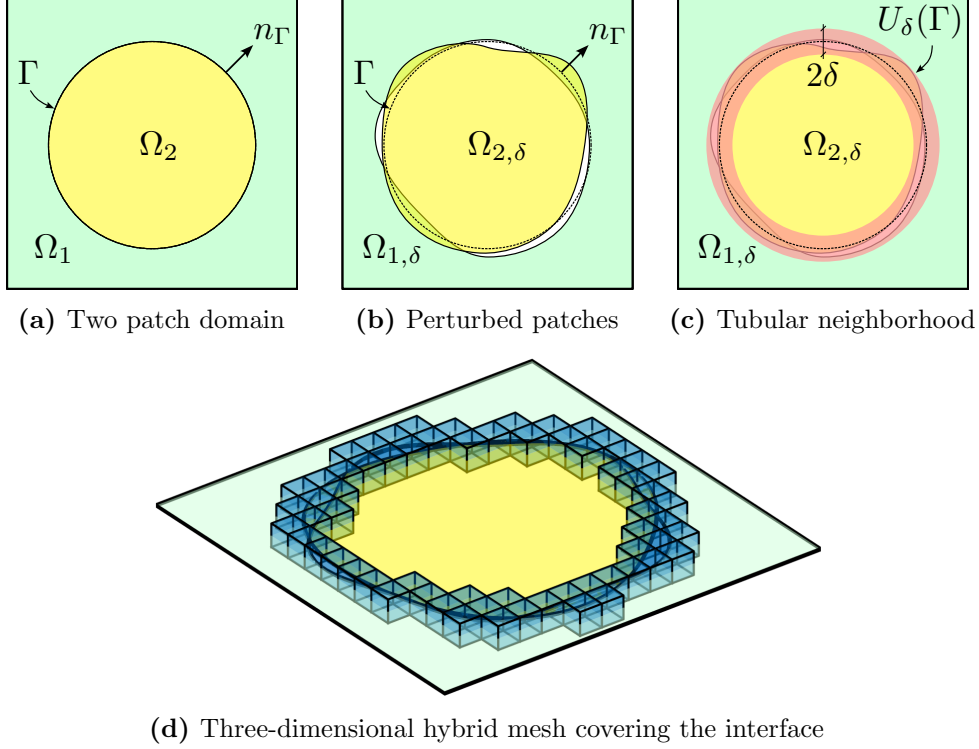 n_Γ
Γ
Ω_2
Ω_1
(a) Two patch domain
n_Γ
Γ
Ω_{2,δ}
Ω_{1,δ}
(b) Perturbed patches
U_δ(Γ)
2δ
Ω_{2,δ}
Ω_{1,δ}
(c) Tubular neighborhood
(d) Three-dimensional hybrid mesh covering the interface